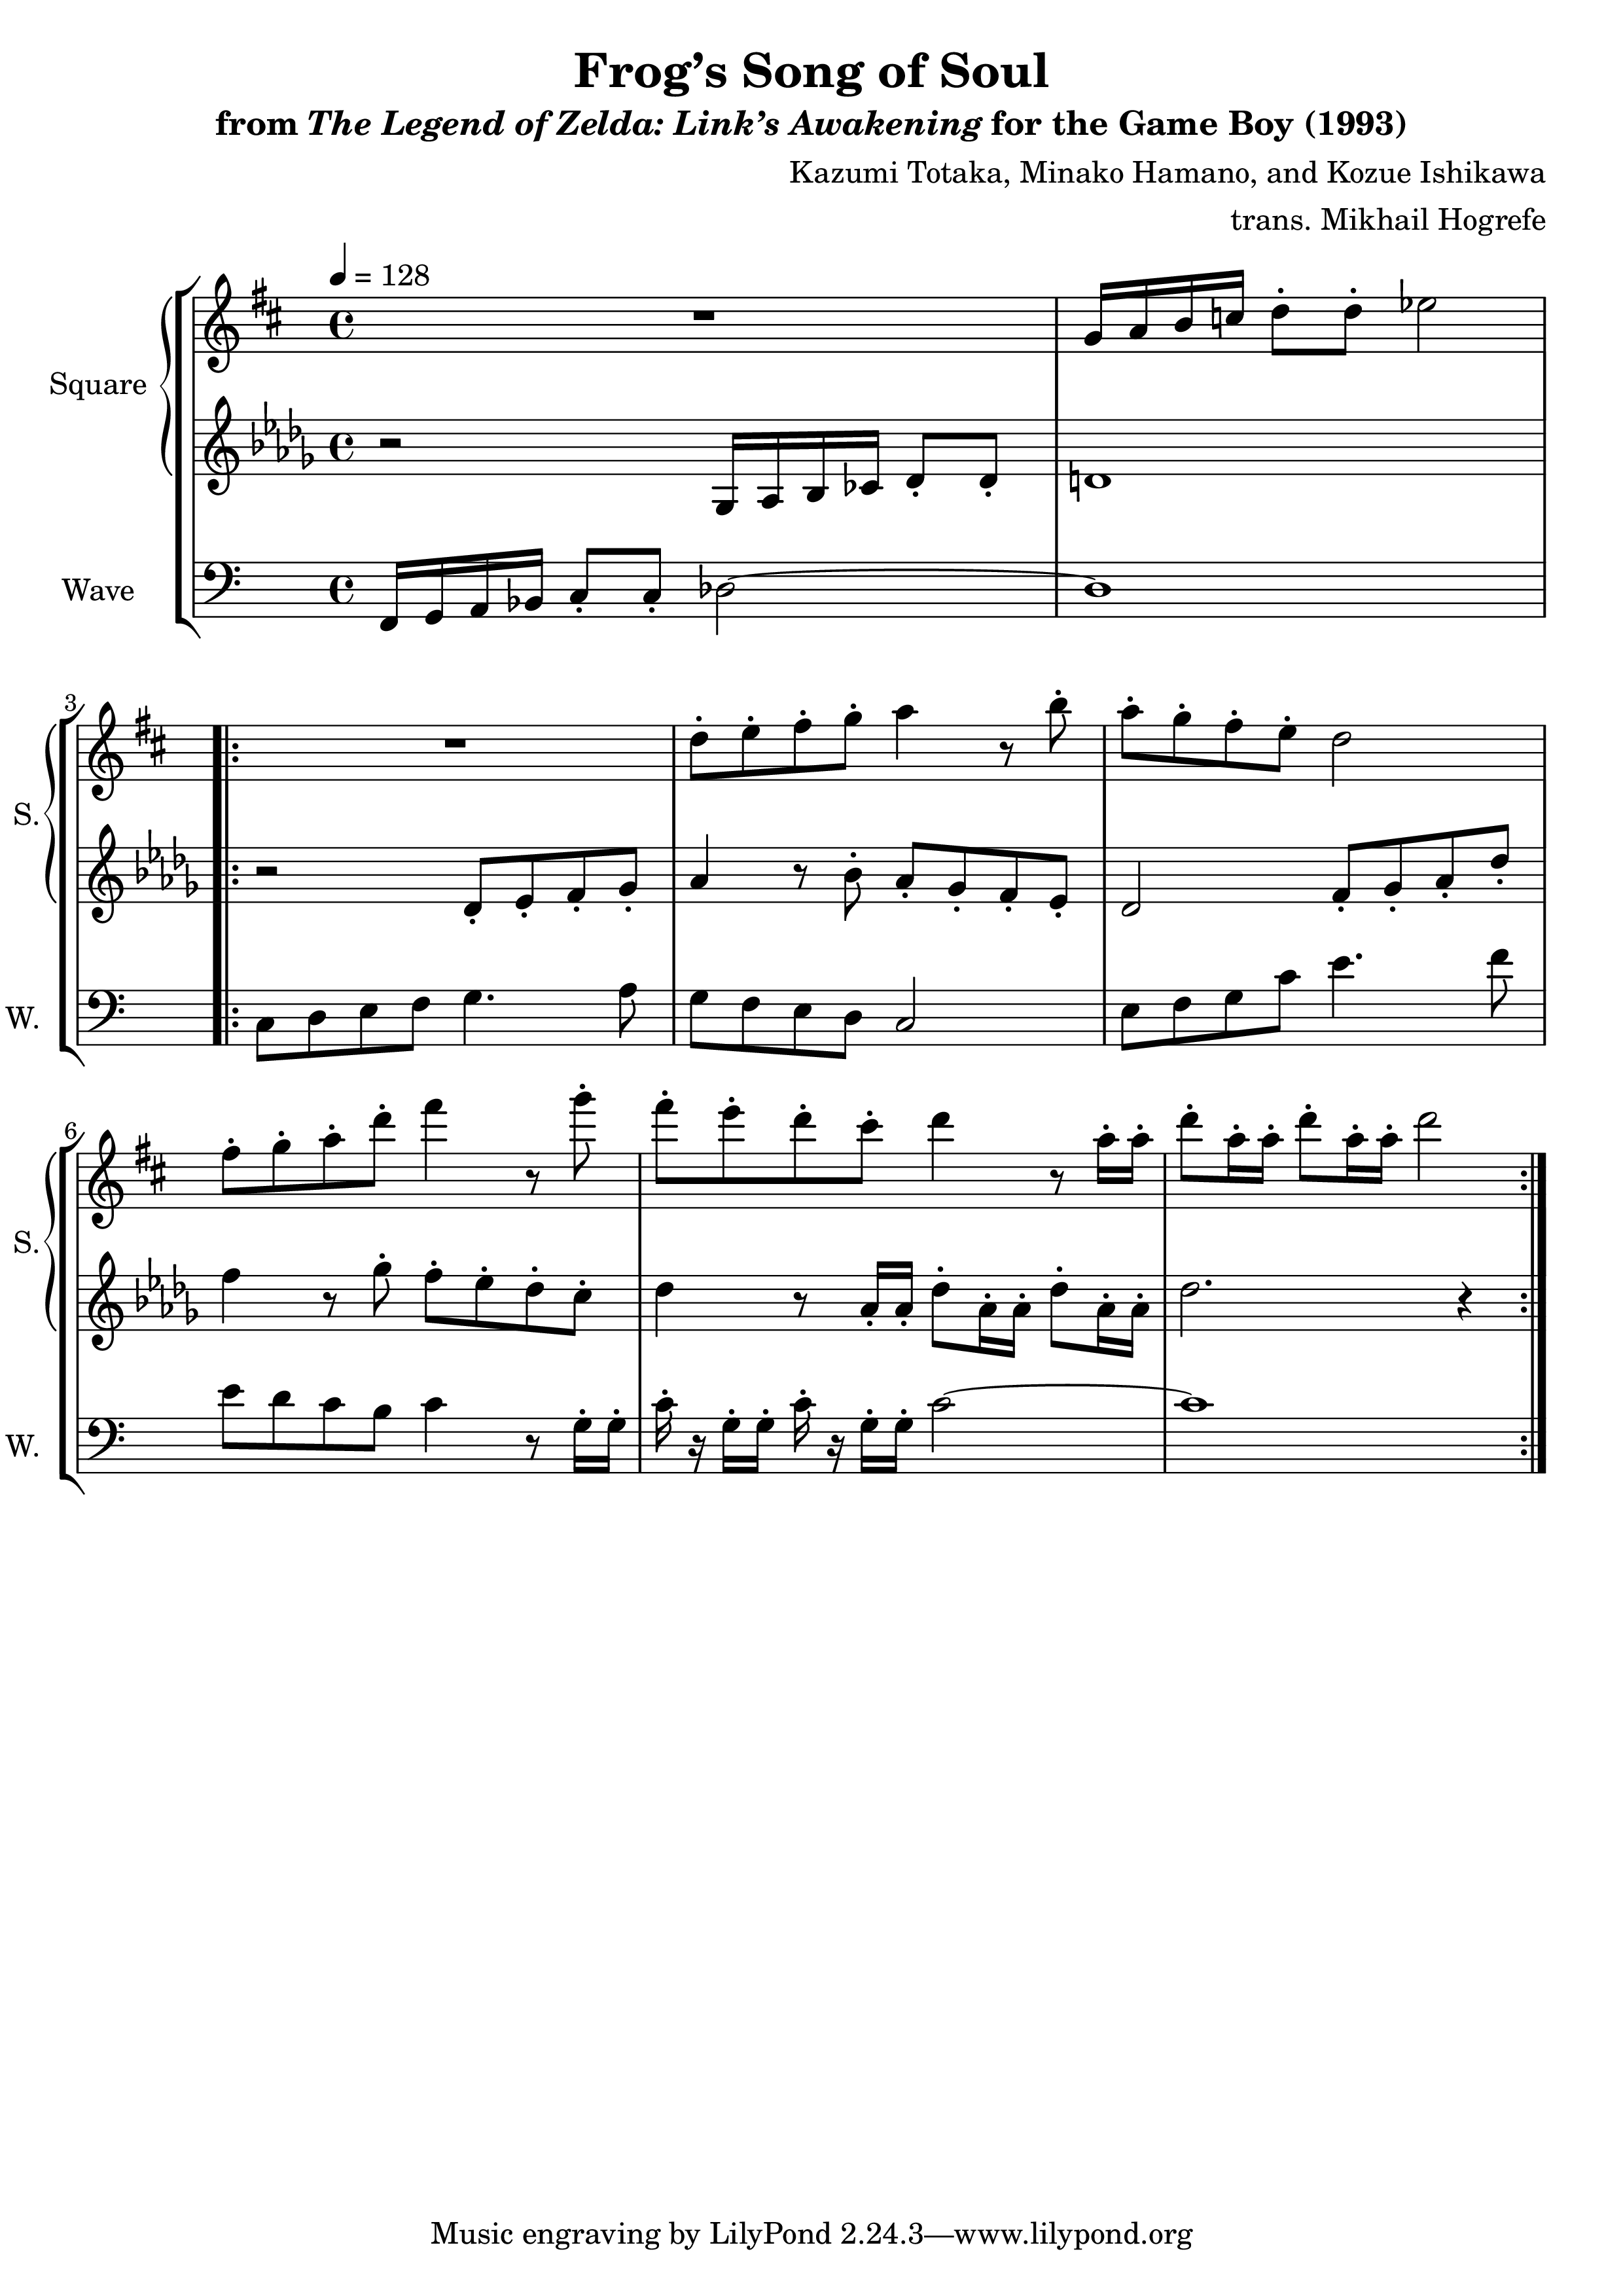 Frog’s Song of Soul
from The Legend of Zelda: Link’s Awakening for the Game Boy (1993)
Kazumi Totaka, Minako Hamano, and Kozue Ishikawa
trans. Mikhail Hogrefe
= 128
Square
Wave
3
S.
W.
6
S.
W.
Music engraving by LilyPond 2.24.3—www.lilypond.org